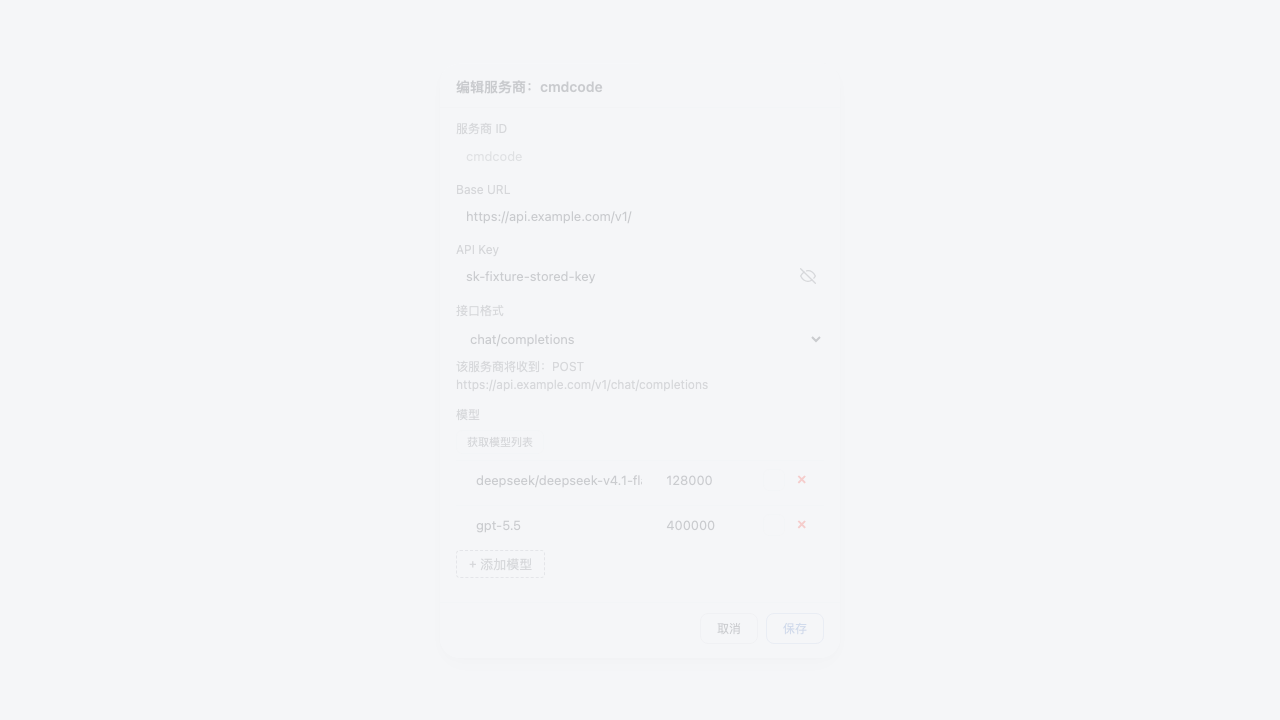 编辑服务商：cmdcode
服务商 ID
cmdcode
Base URL
https://api.example.com/v1/
API Key
sk-fixture-stored-key
接口格式
chat/completions
该服务商将收到：POST
https://api.example.com/v1/chat/completions
模型
获取模型列表
deepseek/deepseek-v4.1-fl 128000 ×
gpt-5.5 400000 ×
+ 添加模型
取消 保存